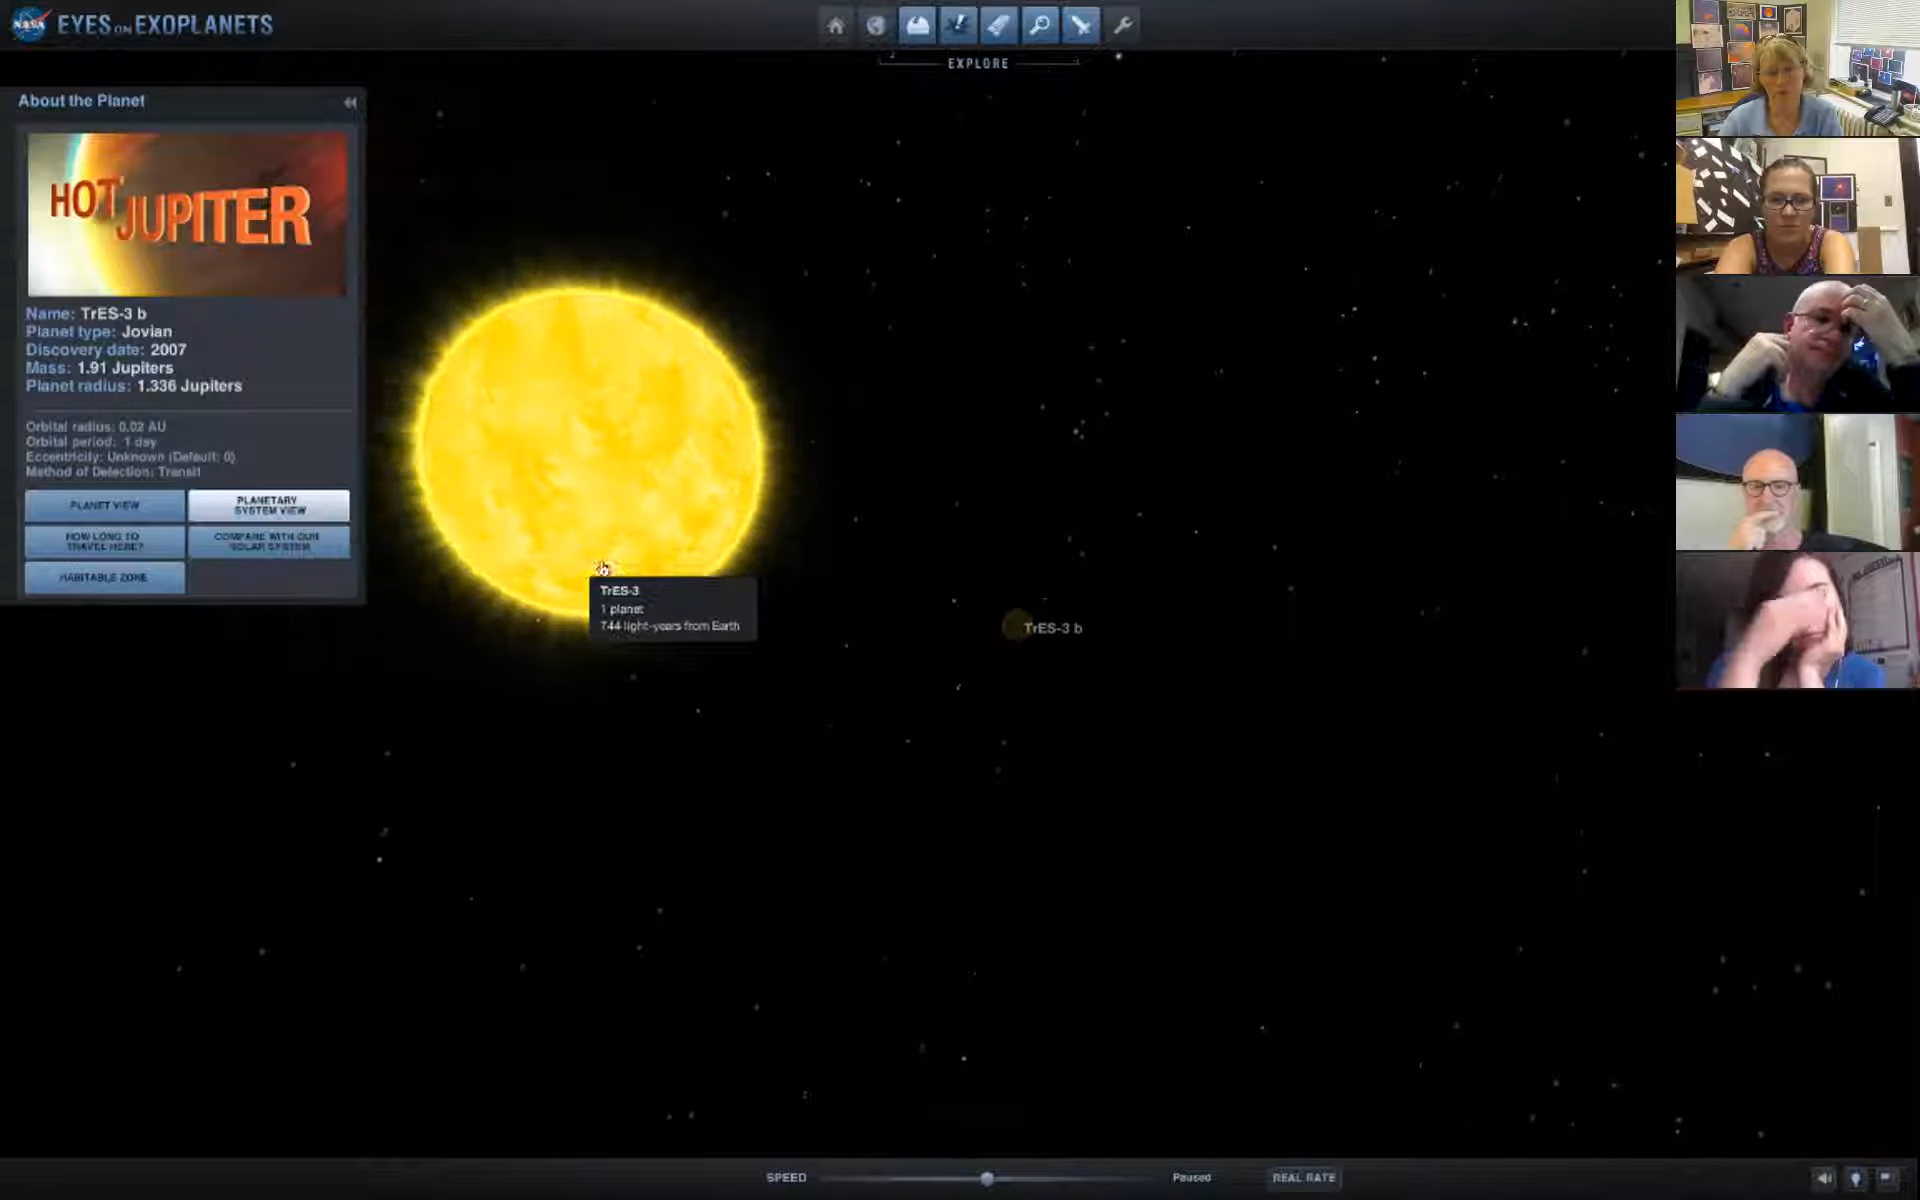 NASA EYES ON EXOPLANETS
EXPLORE
About the Planet
HOT JUPITER
Name: TrES-3 b
Planet type: Jovian
Discovery date: 2007
Mass: 1.91 Jupiters
Planet radius: 1.336 Jupiters
Orbital radius: 0.02 AU
Orbital period: 1 day
Eccentricity: Unknown (Default: 0)
Method of Detection: Transit
PLANET VIEW
PLANETARY
SYSTEM VIEW
HOW LONG TO
TRAVEL HERE?
COMPARE WITH OUR
SOLAR SYSTEM
HABITABLE ZONE
TrES-3
1 planet
744 light-years from Earth
TrES-3 b
SPEED
Paused
REAL RATE